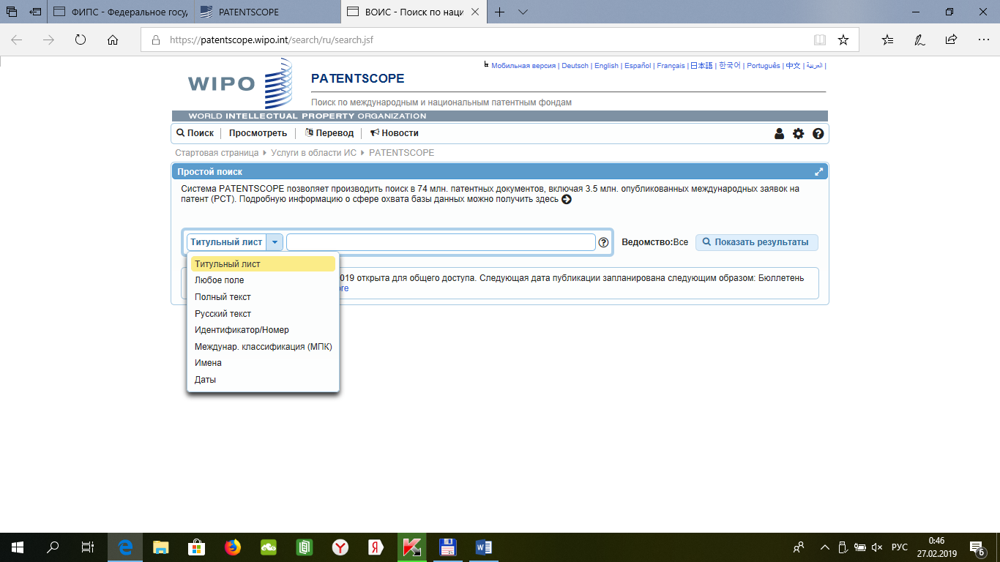 ФИПС - Федеральное госу
PATENTSCOPE
ВОИС - Поиск по наци
https://patentscope.wipo.int/search/ru/search.jsf
Мобильная версия | Deutsch | English | Español | Français | 日本語 | 한국어 | Português | 中文 | العربية |
WIPO
PATENTSCOPE
Поиск по международным и национальным патентным фондам
WORLD INTELLECTUAL PROPERTY ORGANIZATION
Поиск Просмотреть Перевод Новости
Стартовая страница Услуги в области ИС PATENTSCOPE
Простой поиск
Система PATENTSCOPE позволяет производить поиск в 74 млн. патентных документов, включая 3.5 млн. опубликованных международных заявок на
патент (PCT). Подробную информацию о сфере охвата базы данных можно получить здесь
Титульный лист Ведомство:Все Показать результаты
Титульный лист
Любое поле
Полный текст
Русский текст
Идентификатор/Номер
Междунар. классификация (МПК)
Имена
Даты
019 открыта для общего доступа. Следующая дата публикации запланирована следующим образом: Бюллетень
ore
РУС
0:46
27.02.2019
6